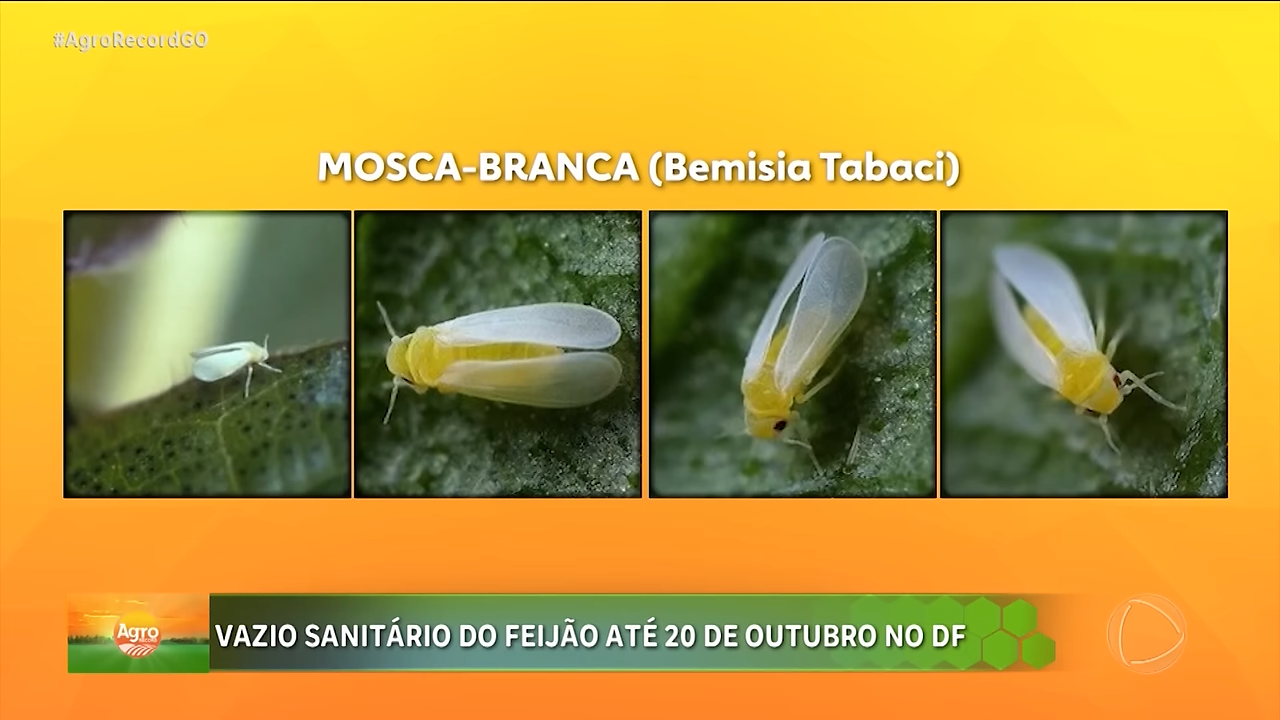 #AgroRecordGO
MOSCA-BRANCA (Bemisia Tabaci)
Agro
VAZIO SANITÁRIO DO FEIJÃO ATÉ 20 DE OUTUBRO NO DF